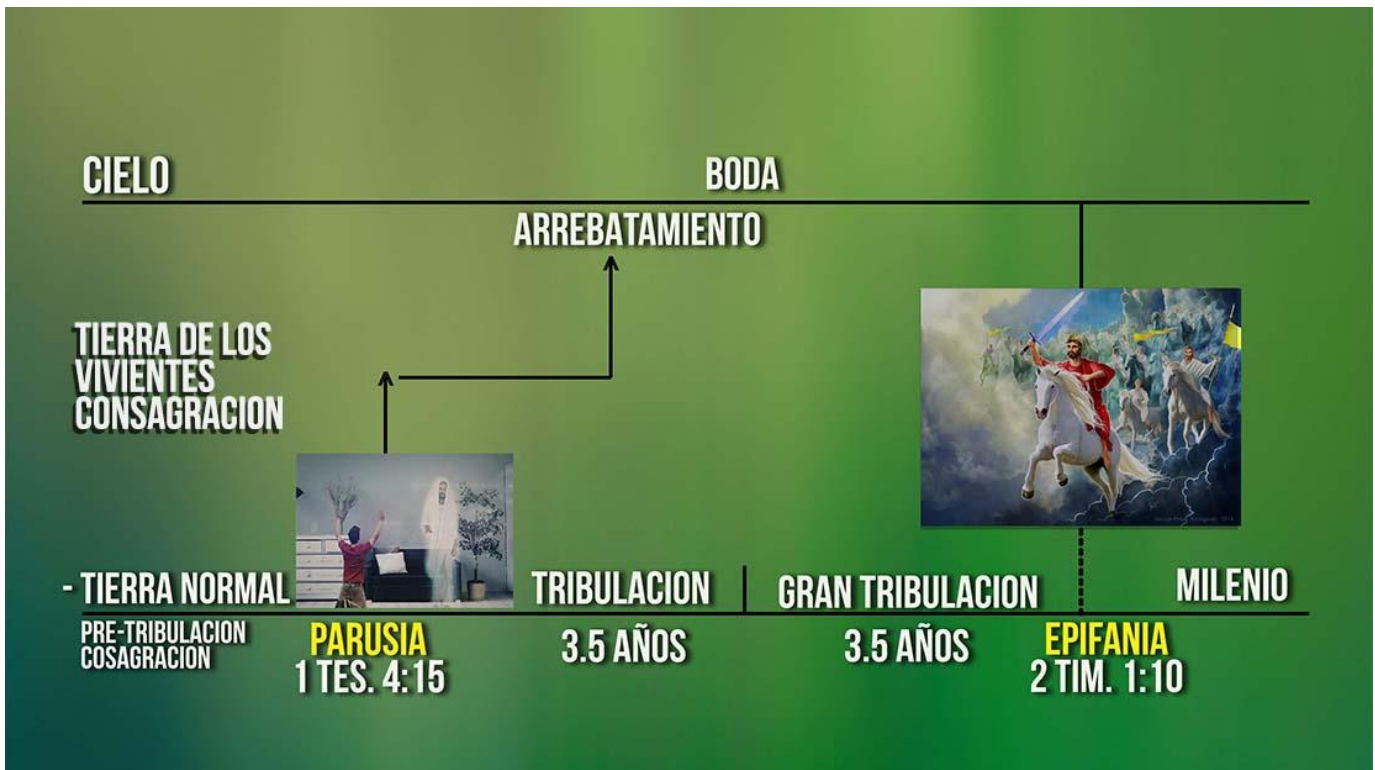 CIELO
BODA
ARREBATAMIENTO
TIERRA DE LOS
VIVIENTES
CONSAGRACION
- TIERRA NORMAL
TRIBULACION
GRAN TRIBULACION
MILENIO
PRE-TRIBULACION
COSAGRACION
PARUSIA
1 TES. 4:15
3.5 AÑOS
3.5 AÑOS
EPIFANIA
2 TIM. 1:10